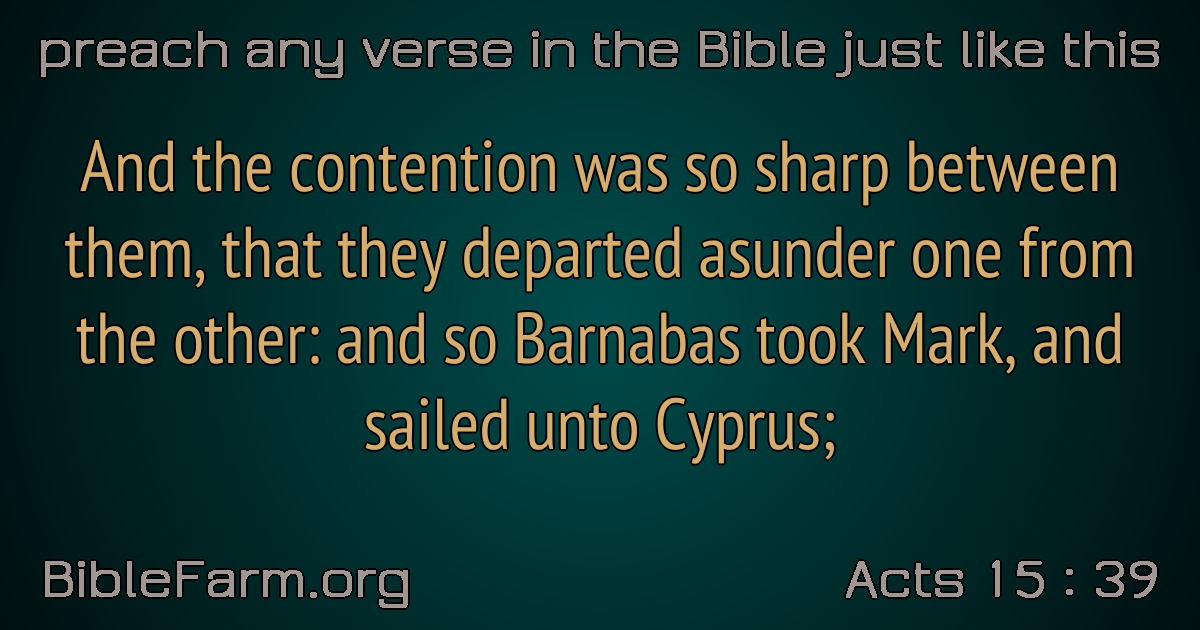 preach any verse in the Bible just like this
And the contention was so sharp between
them, that they departed asunder one from
the other: and so Barnabas took Mark, and
sailed unto Cyprus;
BibleFarm.org
Acts 15 : 39